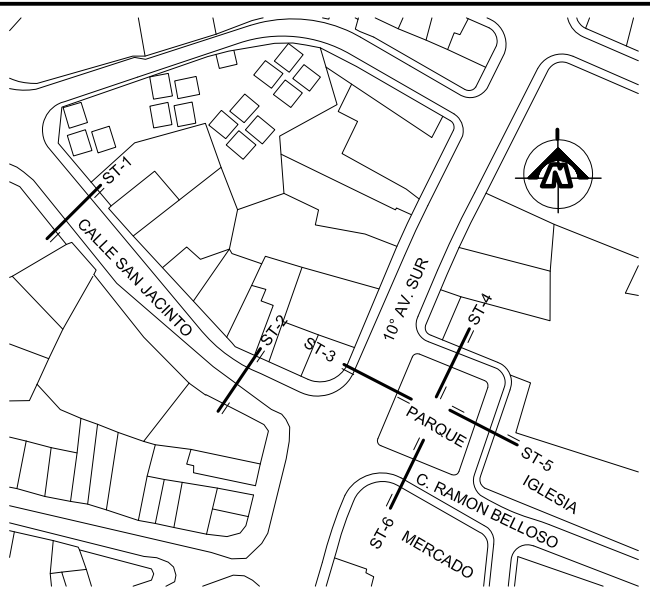 ST-1
CALLE SAN JACINTO
ST-2
ST-3
10° AV. SUR
ST-4
PARQUE
ST-5
IGLESIA
C. RAMON BELLOSO
ST-6
MERCADO